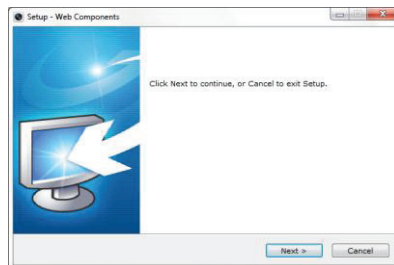 Setup - Web Components
Click Next to continue, or Cancel to exit Setup.
Next >
Cancel